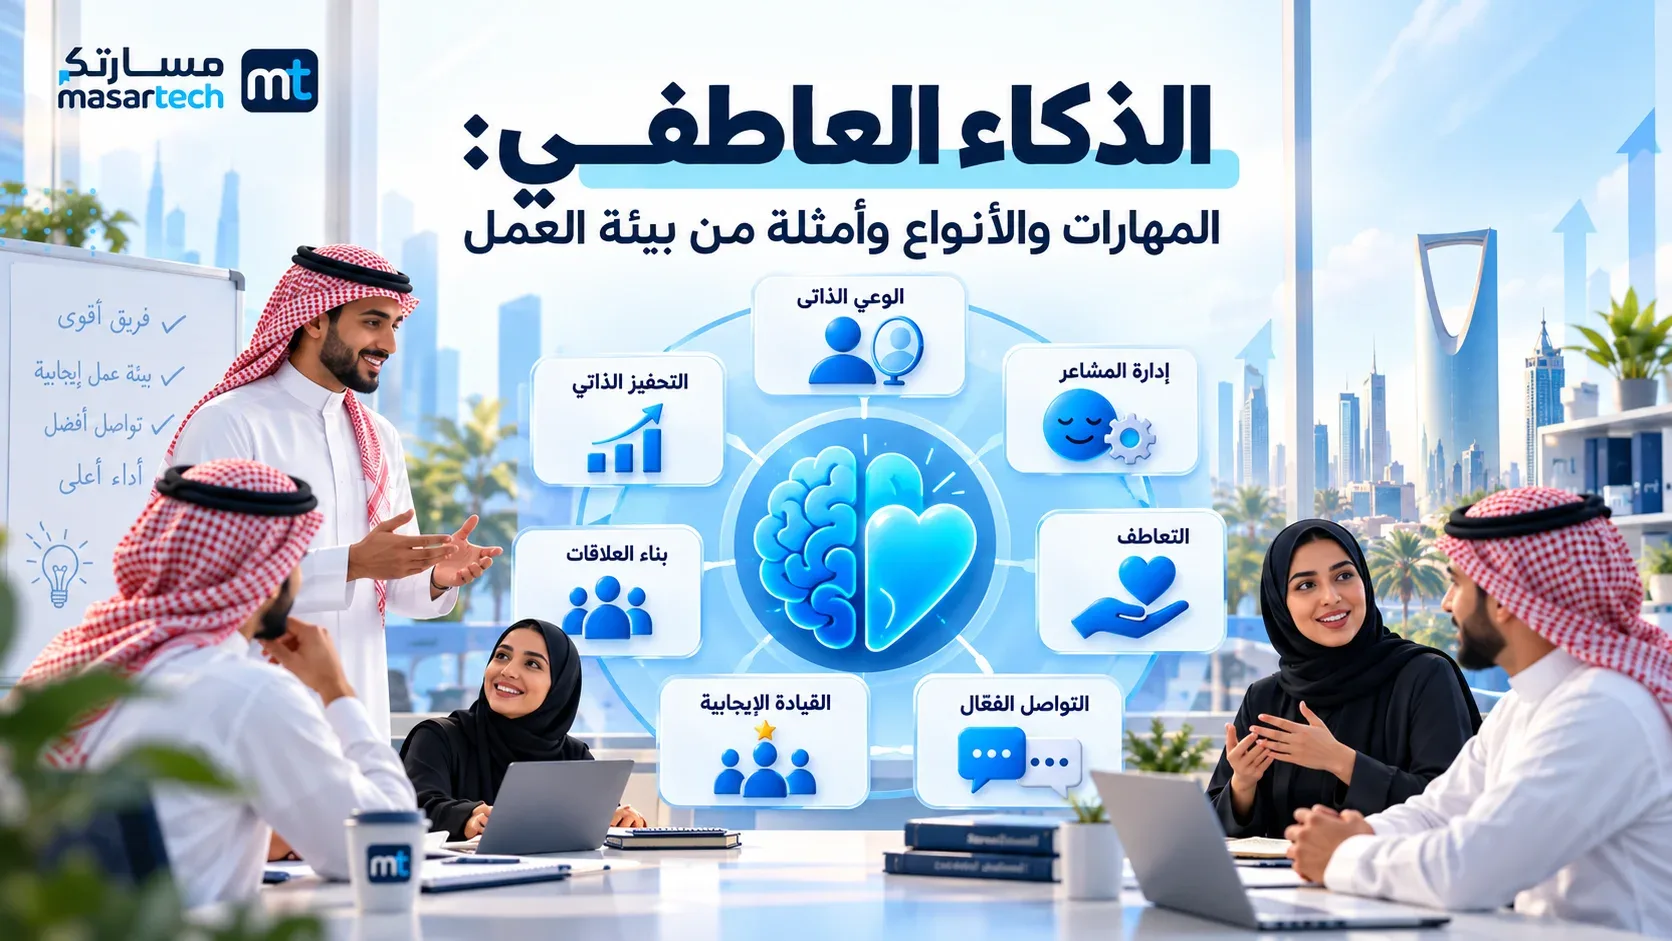 مسارتك
masartech
mt
الذكاء العاطفي:
المهارات والأنواع وأمثلة من بيئة العمل
الوعي الذاتى
إدارة المشاعر
التحفيز الذاتي
التعاطف
بناء العلاقات
التواصل الفعّال
القيادة الإيجابية
فريق أقوى
بيئة عمل إيجابية
تواصل أفضل
أداء أعلى
mt